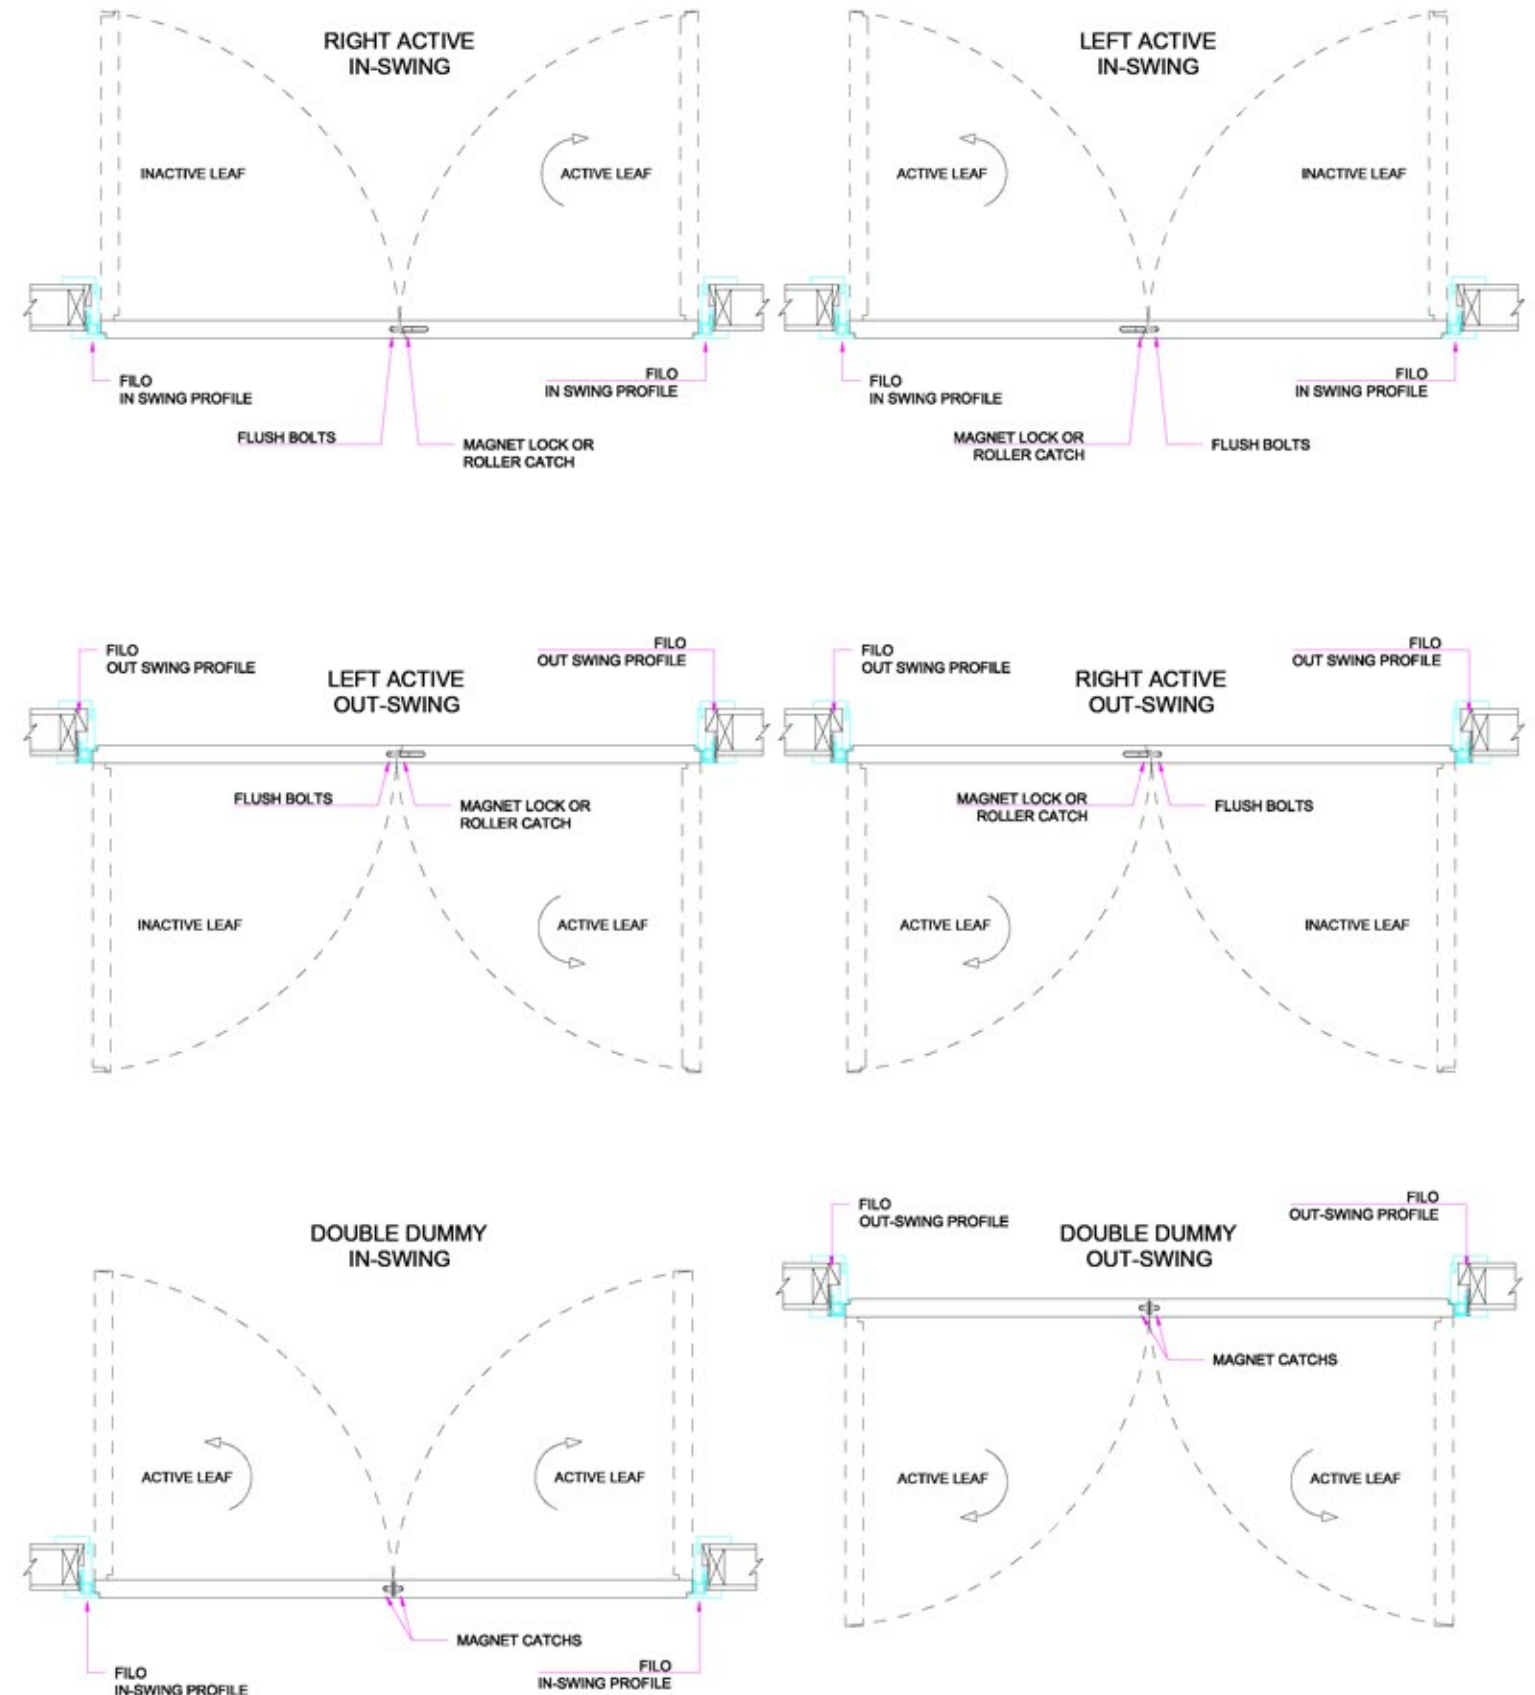 RIGHT ACTIVE
IN-SWING
INACTIVE LEAF
ACTIVE LEAF
FILO
IN SWING PROFILE
FILO
IN SWING PROFILE
FLUSH BOLTS
MAGNET LOCK OR
ROLLER CATCH
LEFT ACTIVE
IN-SWING
ACTIVE LEAF
INACTIVE LEAF
FILO
IN SWING PROFILE
FILO
IN SWING PROFILE
MAGNET LOCK OR
ROLLER CATCH
FLUSH BOLTS
FILO
OUT SWING PROFILE
FILO
OUT SWING PROFILE
LEFT ACTIVE
OUT-SWING
FLUSH BOLTS
MAGNET LOCK OR
ROLLER CATCH
INACTIVE LEAF
ACTIVE LEAF
FILO
OUT SWING PROFILE
FILO
OUT SWING PROFILE
RIGHT ACTIVE
OUT-SWING
MAGNET LOCK OR
ROLLER CATCH
FLUSH BOLTS
ACTIVE LEAF
INACTIVE LEAF
DOUBLE DUMMY
IN-SWING
ACTIVE LEAF
ACTIVE LEAF
MAGNET CATCHS
FILO
IN-SWING PROFILE
FILO
IN-SWING PROFILE
FILO
OUT-SWING PROFILE
FILO
OUT-SWING PROFILE
DOUBLE DUMMY
OUT-SWING
MAGNET CATCHS
ACTIVE LEAF
ACTIVE LEAF